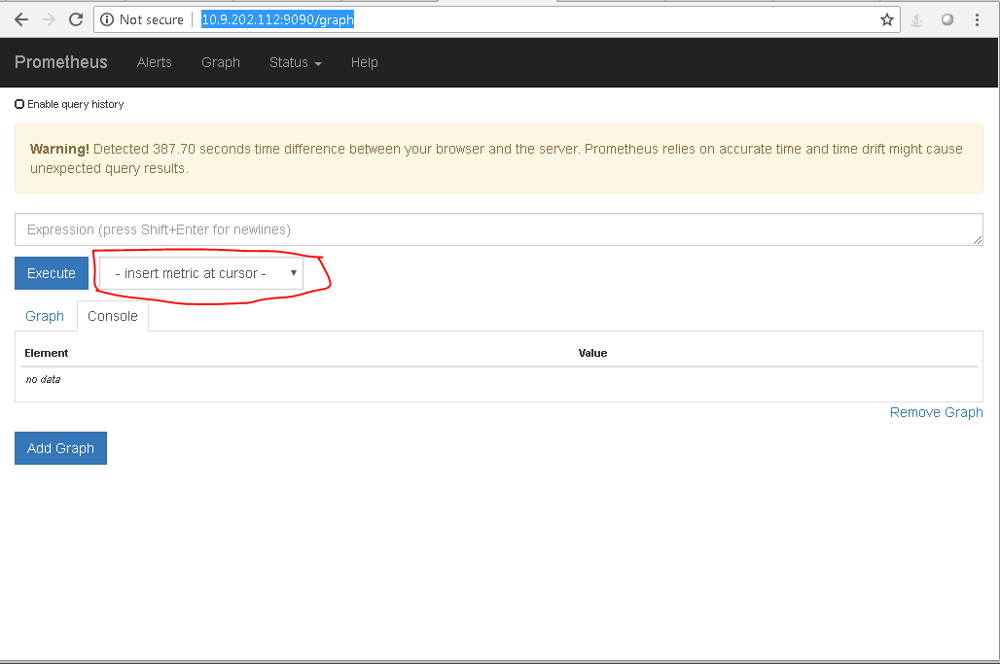 Not secure 10.9.202.112:9090/graph
Prometheus Alerts Graph Status Help
Enable query history
Warning! Detected 387.70 seconds time difference between your browser and the server. Prometheus relies on accurate time and time drift might cause
unexpected query results.
Expression (press Shift+Enter for newlines)
Execute - insert metric at cursor -
Graph Console
Element Value
no data
Remove Graph
Add Graph